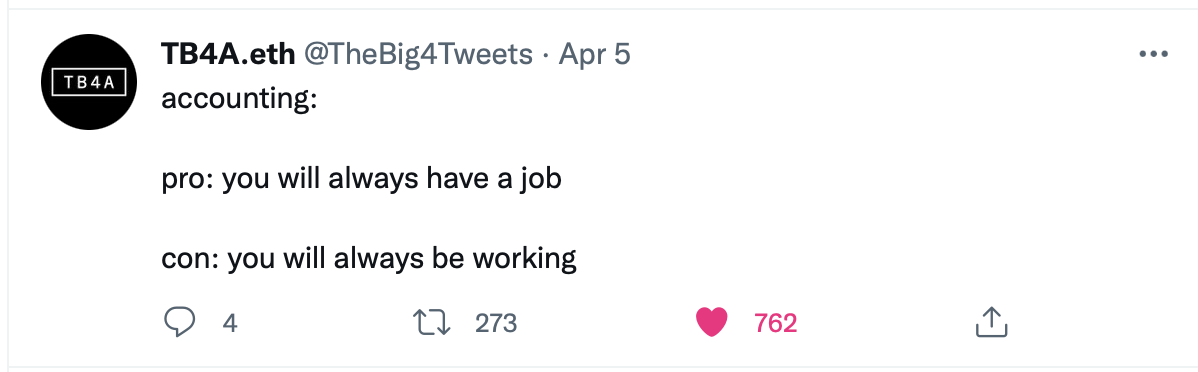 TB4A
TB4A.eth @TheBig4Tweets · Apr 5
accounting:
pro: you will always have a job
con: you will always be working
4 273 762